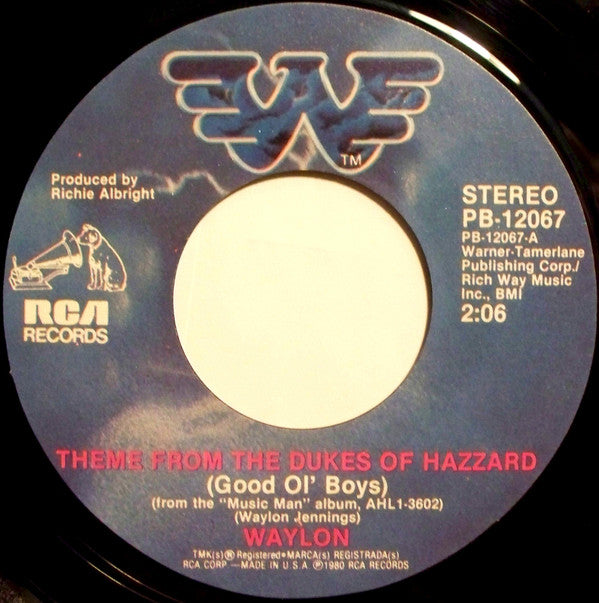 W
TM
Produced by
Richie Albright
RCA
RECORDS
STEREO
PB-12067
PB-12067-A
Warner-Tamerlane
Publishing Corp./
Rich Way Music
Inc., BMI
2:06
THEME FROM THE DUKES OF HAZZARD
(Good Ol' Boys)
(from the "Music Man" album, AHL1-3602)
(Waylon Jennings)
WAYLON
TMK(s) ® Registered • MARCA(s) REGISTRADA(s)
RCA CORP — MADE IN U.S.A. ℗ 1980 RCA RECORDS